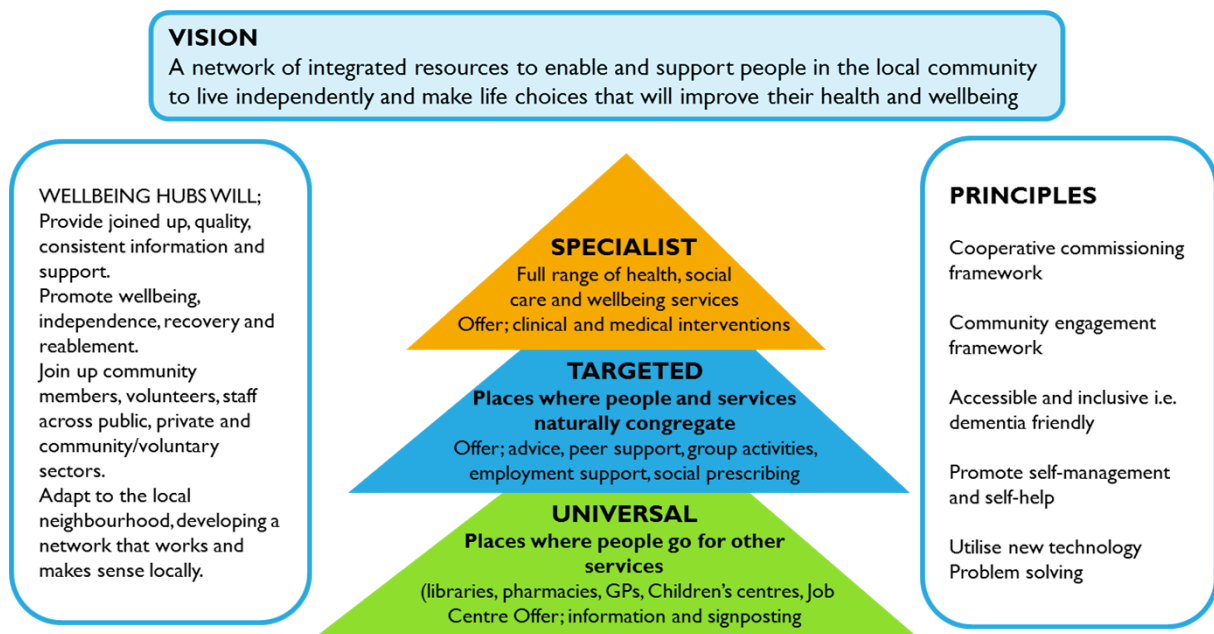 VISION
A network of integrated resources to enable and support people in the local community
to live independently and make life choices that will improve their health and wellbeing
WELLBEING HUBS WILL;
Provide joined up, quality,
consistent information and
support.
Promote wellbeing,
independence, recovery and
reablement.
Join up community
members, volunteers, staff
across public, private and
community/voluntary
sectors.
Adapt to the local
neighbourhood, developing a
network that works and
makes sense locally.
SPECIALIST
Full range of health, social
care and wellbeing services
Offer; clinical and medical interventions
TARGETED
Places where people and services
naturally congregate
Offer; advice, peer support, group activities,
employment support, social prescribing
UNIVERSAL
Places where people go for other
services
(libraries, pharmacies, GPs, Children's centres, Job
Centre Offer; information and signposting
PRINCIPLES
Cooperative commissioning
framework
Community engagement
framework
Accessible and inclusive i.e.
dementia friendly
Promote self-management
and self-help
Utilise new technology
Problem solving